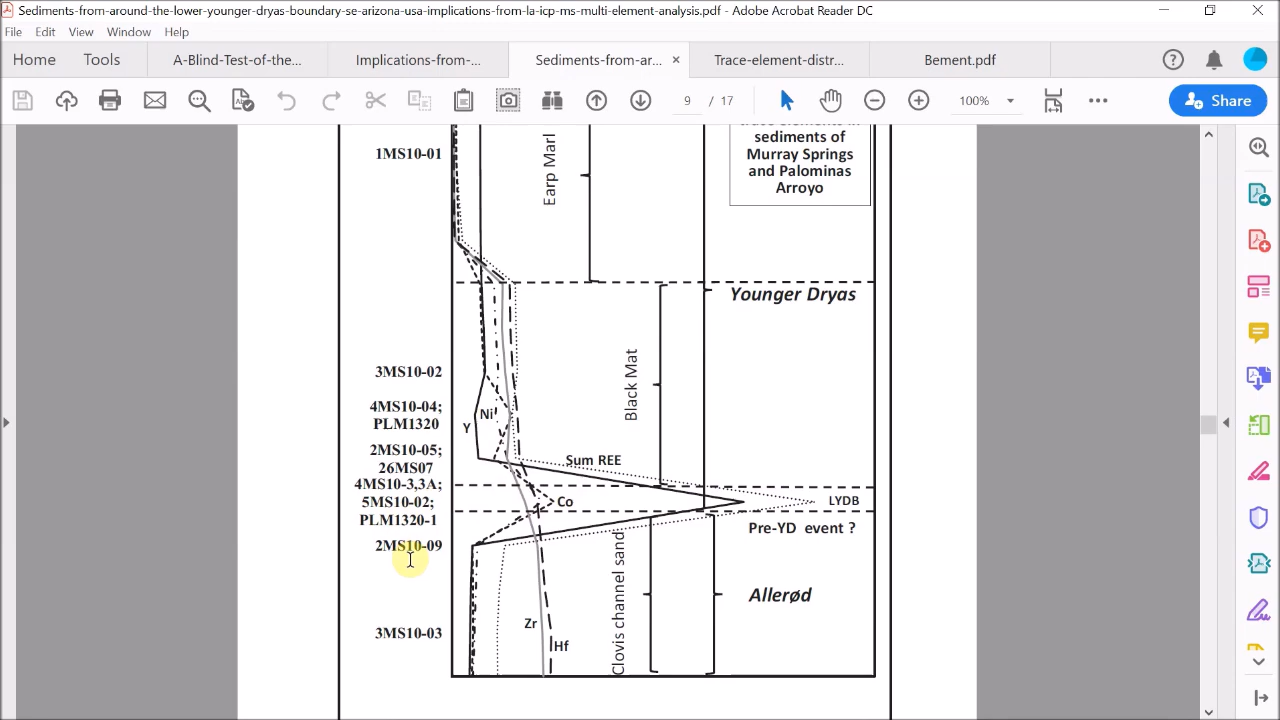 Sediments-from-around-the-lower-younger-dryas-boundary-se-arizona-usa-implications-from-la-icp-ms-multi-element-analysis.pdf - Adobe Acrobat Reader DC
File Edit View Window Help
Home Tools A-Blind-Test-of-the... Implications-from-... Sediments-from-ar... × Trace-element-distr... Bement.pdf
9 / 17 100% Share
sediments of
Murray Springs
and Palominas
Arroyo
1MS10-01
Earp Marl
Younger Dryas
3MS10-02
Black Mat
4MS10-04;
PLM1320
Ni
Y
2MS10-05;
26MS07
Sum REE
4MS10-3,3A;
5MS10-02;
PLM1320-1
Co
LYDB
Pre-YD event ?
2MS10-09
Clovis channel sand
Allerød
Zr
3MS10-03
Hf